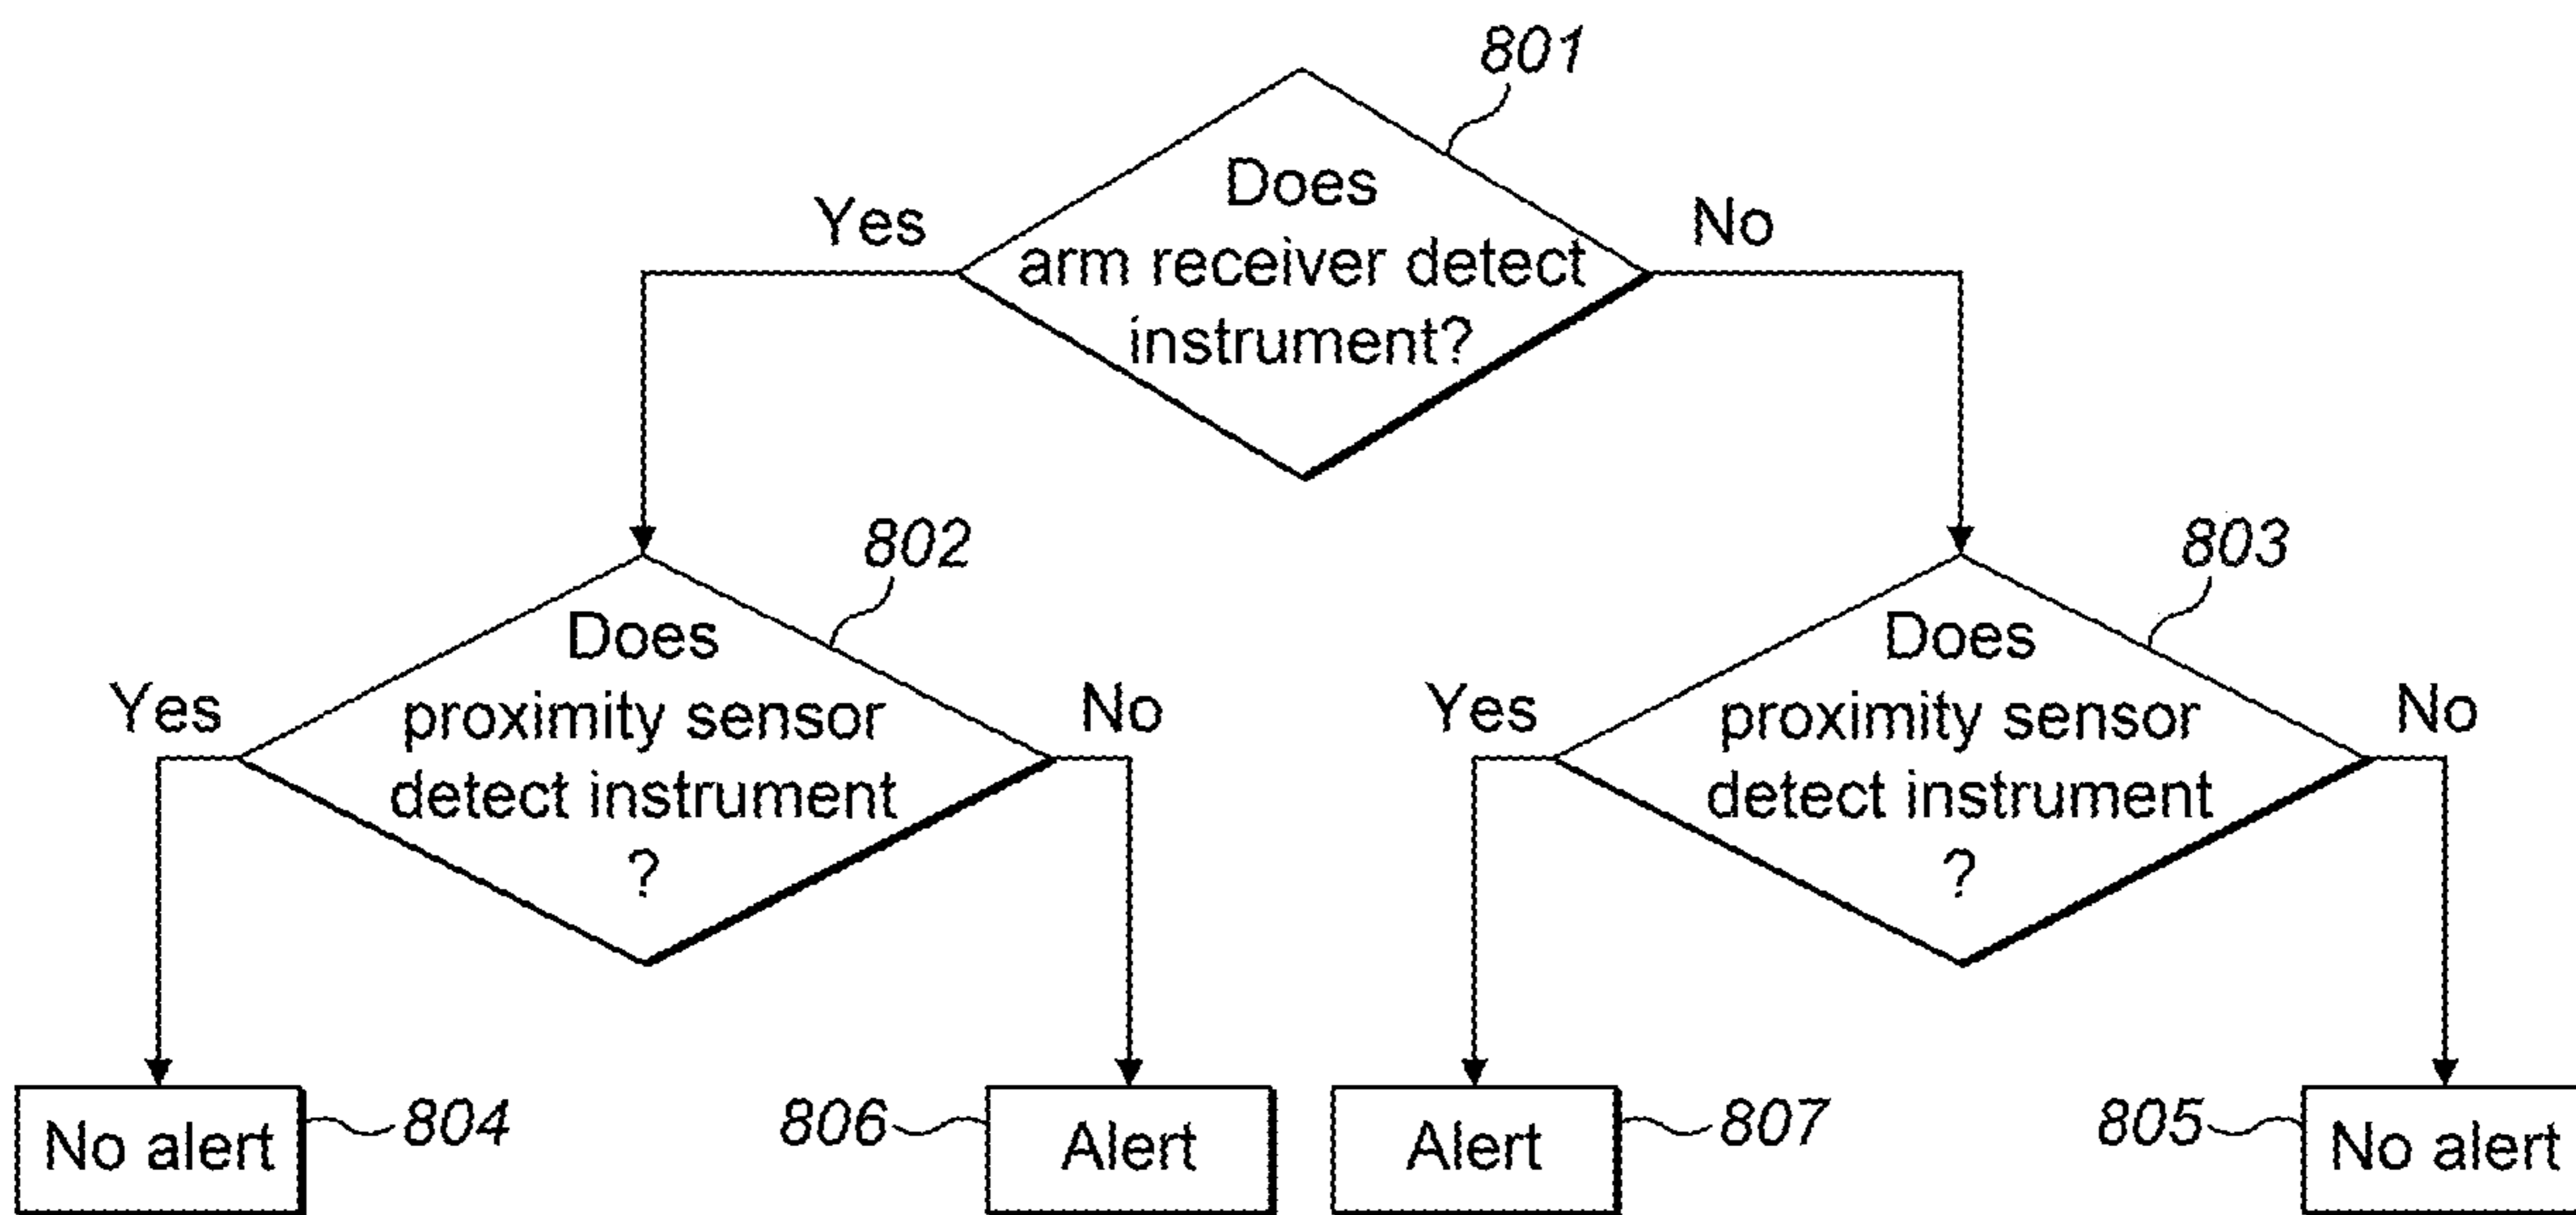 801
Does
arm receiver detect
instrument?
Yes
No
802
Does
proximity sensor
detect instrument
?
Yes
No
803
Does
proximity sensor
detect instrument
?
Yes
No
No alert
804
806
Alert
Alert
807
805
No alert